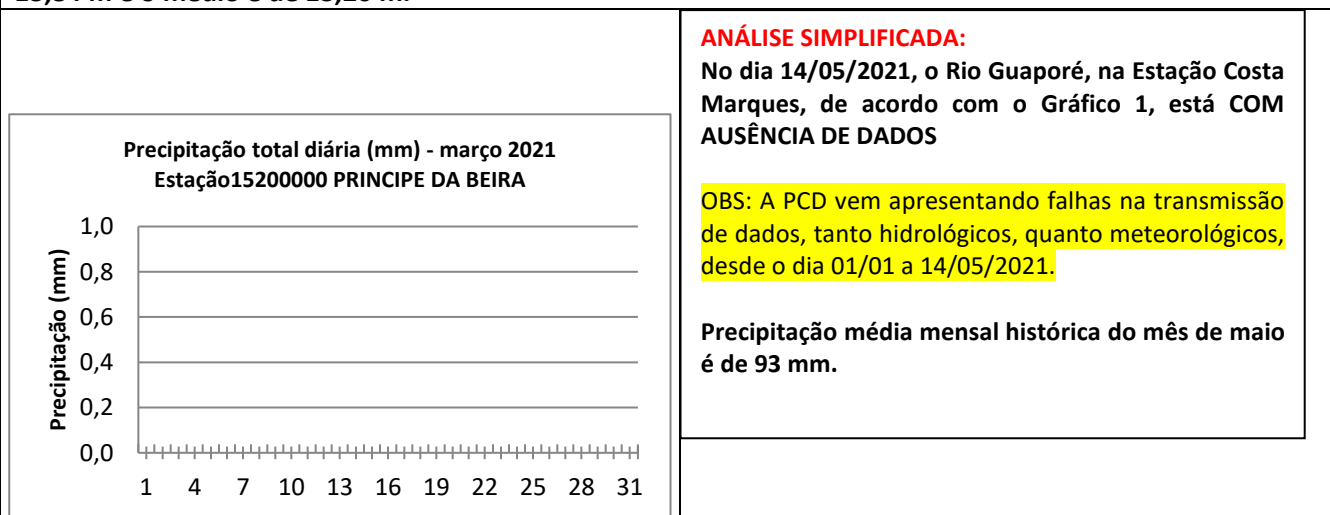 Precipitação total diária (mm) - março 2021
Estação15200000 PRINCIPE DA BEIRA
Precipitação (mm)
1,0
0,8
0,6
0,4
0,2
0,0
1 4 7 10 13 16 19 22 25 28 31
ANÁLISE SIMPLIFICADA:
No dia 14/05/2021, o Rio Guaporé, na Estação Costa
Marques, de acordo com o Gráfico 1, está COM
AUSÊNCIA DE DADOS
OBS: A PCD vem apresentando falhas na transmissão
de dados, tanto hidrológicos, quanto meteorológicos,
desde o dia 01/01 a 14/05/2021.
Precipitação média mensal histórica do mês de maio
é de 93 mm.